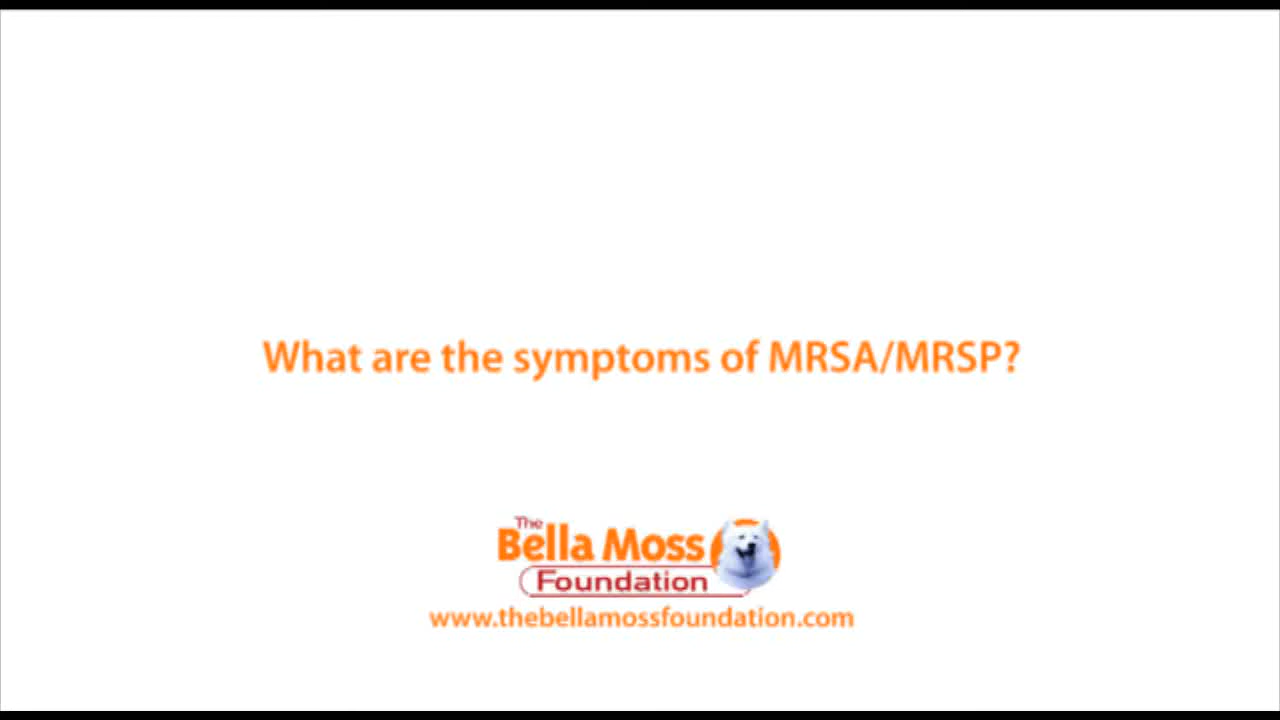 What are the symptoms of MRSA/MRSP?
The
Bella Moss
Foundation
www.thebellamossfoundation.com